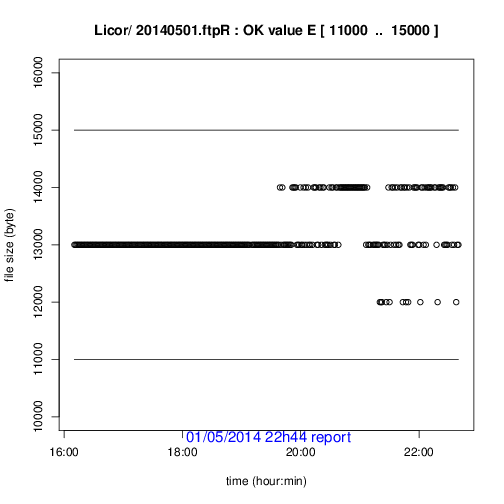 Licor/ 20140501.ftpR : OK value E [ 11000 .. 15000 ]
file size (byte)
16000
15000
14000
13000
12000
11000
10000
01/05/2014 22h44 report
16:00 18:00 20:00 22:00
time (hour:min)